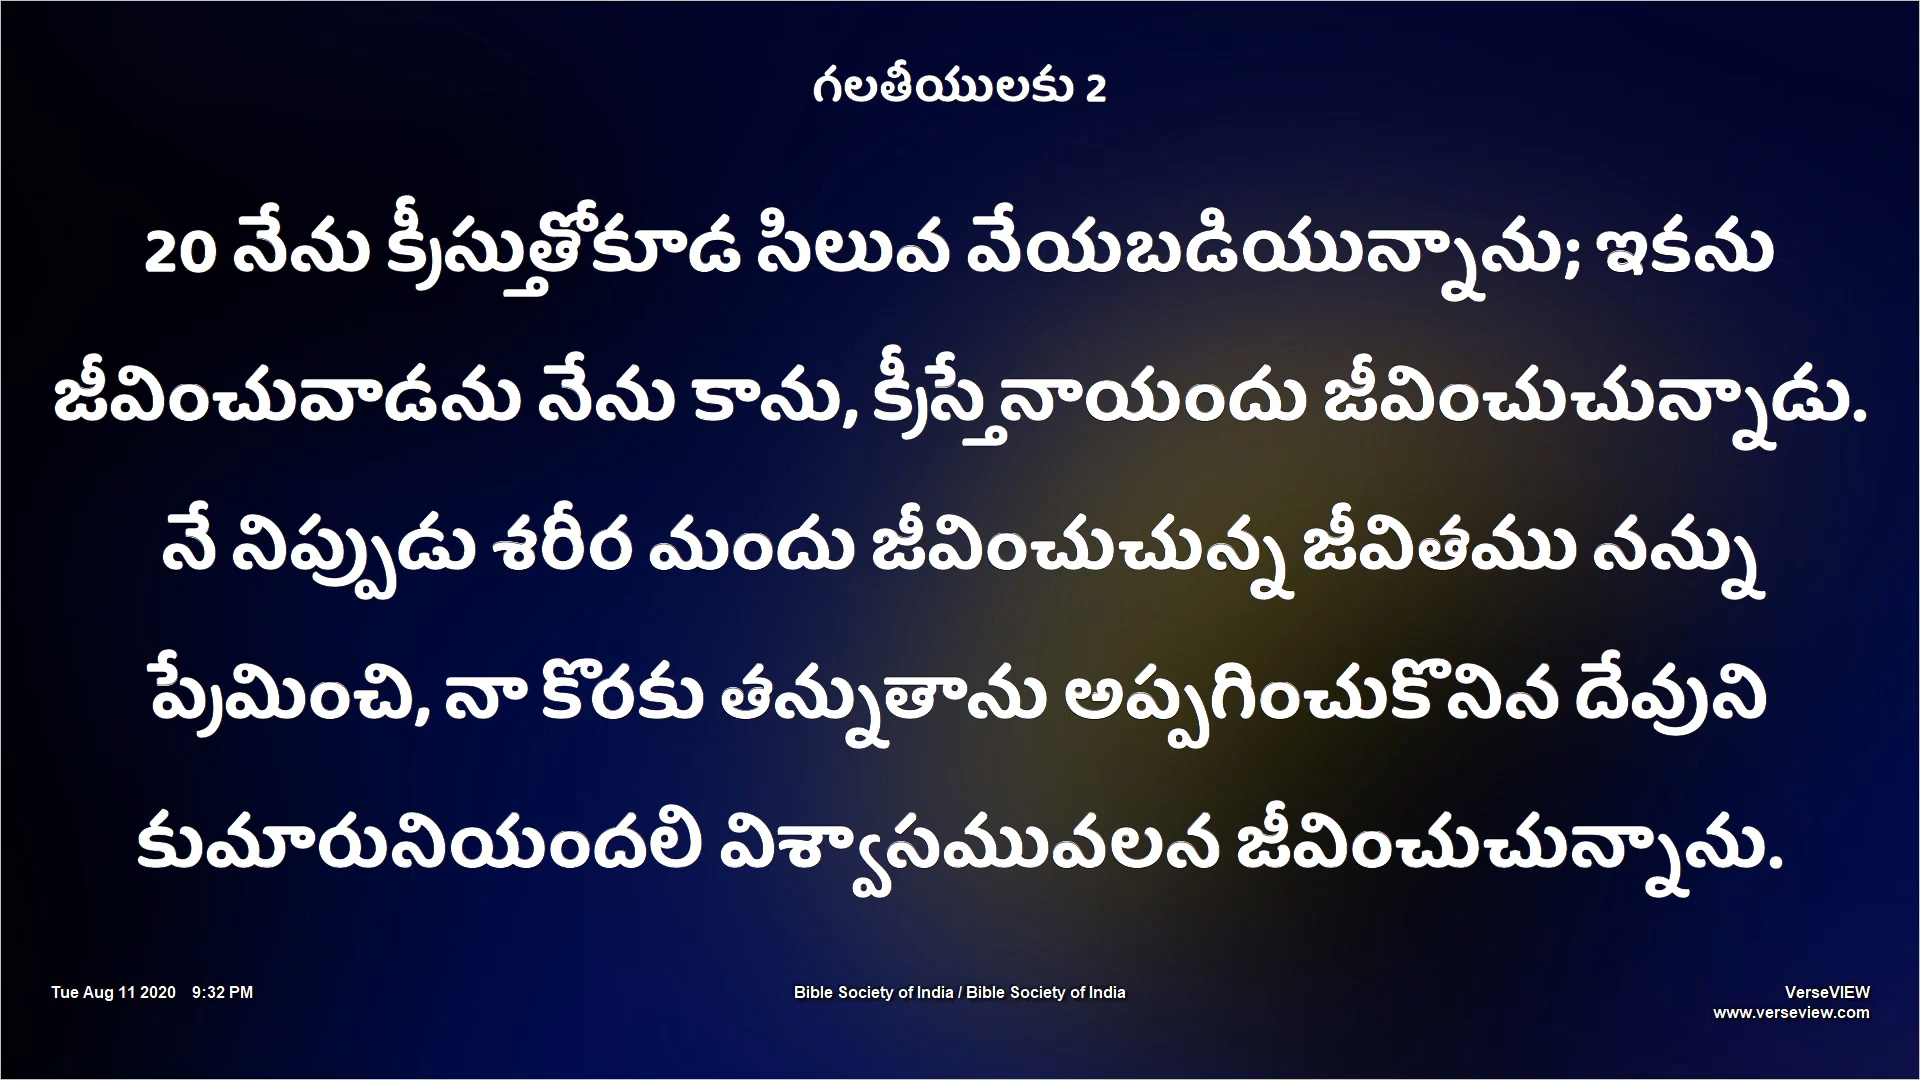 గలతీయులకు 2
20 నేను క్రీస్తుతోకూడ సిలువ వేయబడియున్నాను; ఇకను
జీవించువాడను నేను కాను, క్రీస్తేనాయందు జీవించుచున్నాడు.
నే నిప్పుడు శరీర మందు జీవించుచున్న జీవితము నన్ను
ప్రేమించి, నా కొరకు తన్నుతాను అప్పగించుకొనిన దేవుని
కుమారునియందలి విశ్వాసమువలన జీవించుచున్నాను.
Tue Aug 11 2020 9:32 PM
Bible Society of India / Bible Society of India
VerseVIEW
www.verseview.com